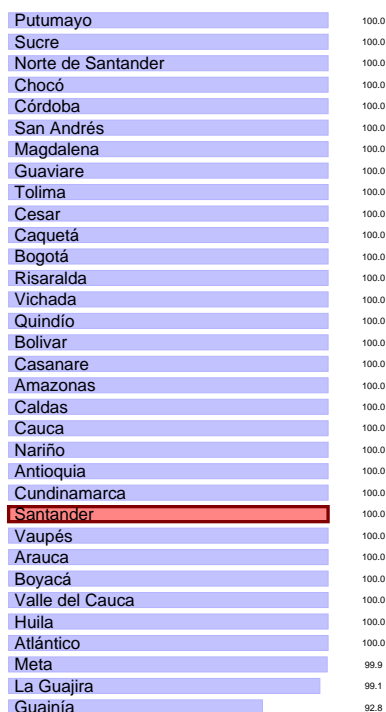 Putumayo 100.0
Sucre 100.0
Norte de Santander 100.0
Chocó 100.0
Córdoba 100.0
San Andrés 100.0
Magdalena 100.0
Guaviare 100.0
Tolima 100.0
Cesar 100.0
Caquetá 100.0
Bogotá 100.0
Risaralda 100.0
Vichada 100.0
Quindío 100.0
Bolivar 100.0
Casanare 100.0
Amazonas 100.0
Caldas 100.0
Cauca 100.0
Nariño 100.0
Antioquia 100.0
Cundinamarca 100.0
Santander 100.0
Vaupés 100.0
Arauca 100.0
Boyacá 100.0
Valle del Cauca 100.0
Huila 100.0
Atlántico 100.0
Meta 99.9
La Guajira 99.1
Guainía 92.8